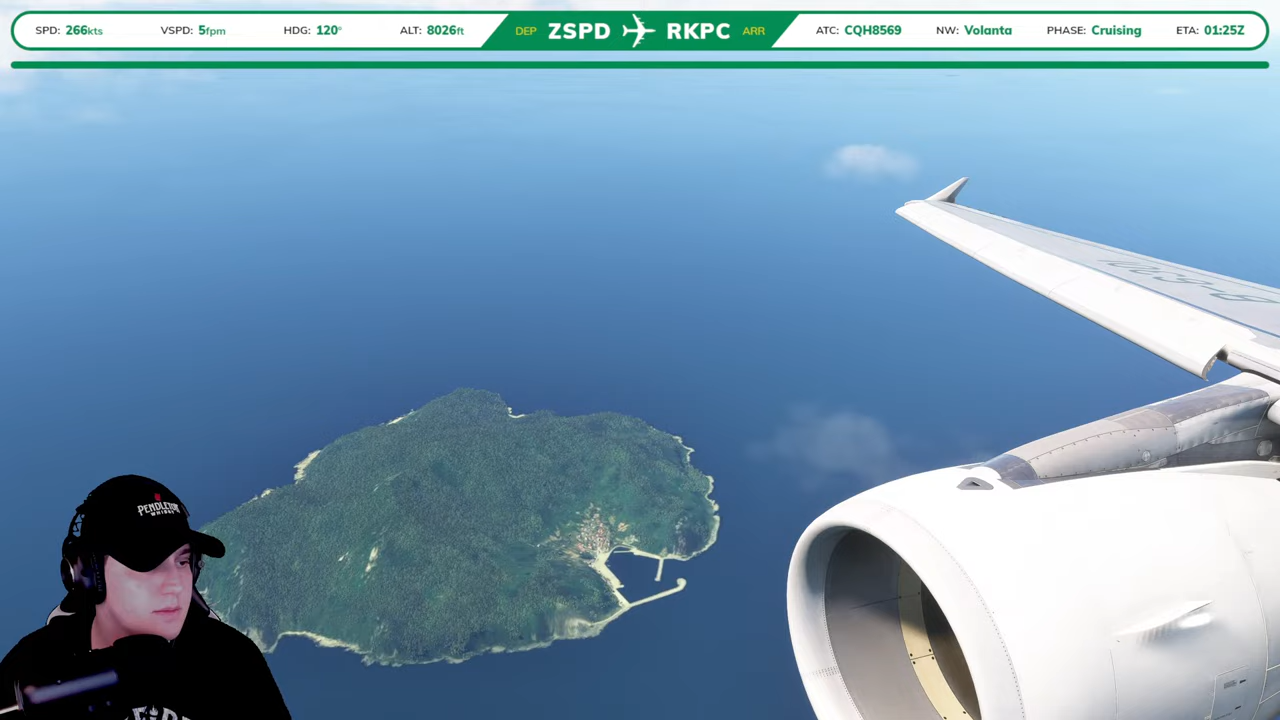 SPD: 266kts VSPD: 5fpm HDG: 120° ALT: 8026ft DEP ZSPD RKPC ARR ATC: CQH8569 NW: Volanta PHASE: Cruising ETA: 01:25Z
PENDLETON
WHISKY